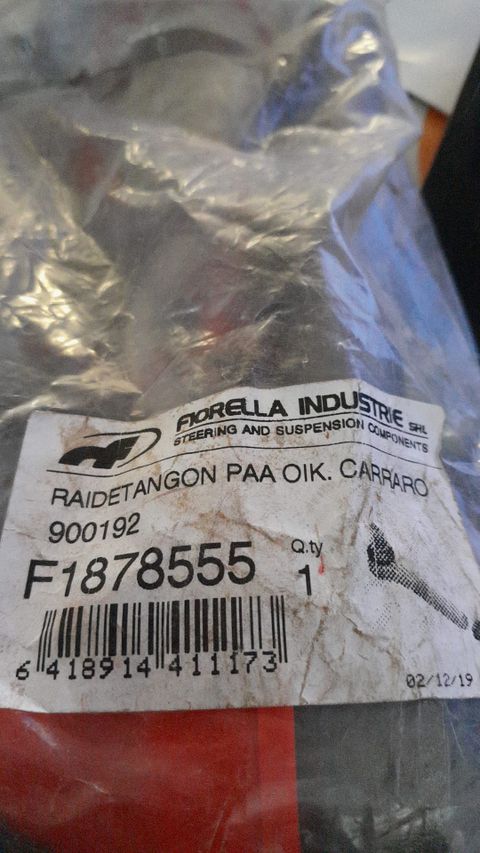 FIORELLA INDUSTRIE SRL
STEERING AND SUSPENSION COMPONENTS
RAIDETANGON PAA OIK. CARRARO
900192
F1878555
Q.ty
1
6 418914 411173
02/12/19